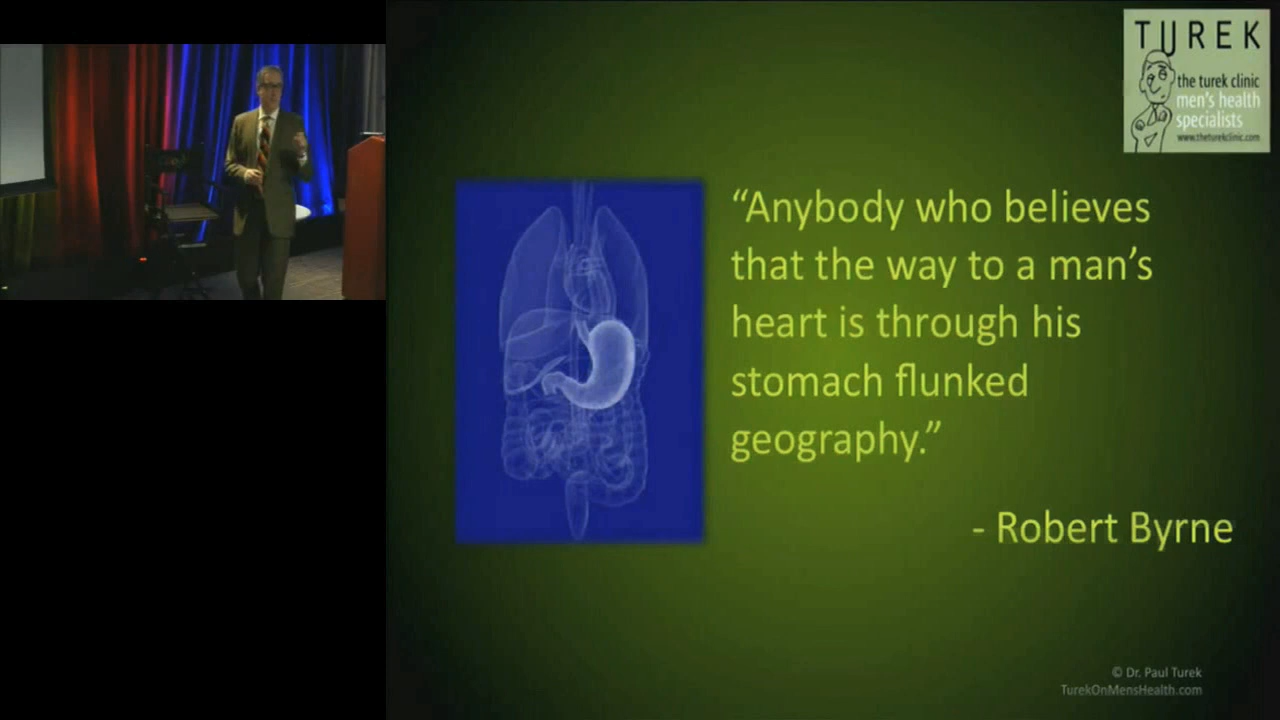 TUREK
the turek clinic
men's health
specialists
www.theturekclinic.com
“Anybody who believes
that the way to a man’s
heart is through his
stomach flunked
geography.”
- Robert Byrne
© Dr. Paul Turek
TurekOnMensHealth.com